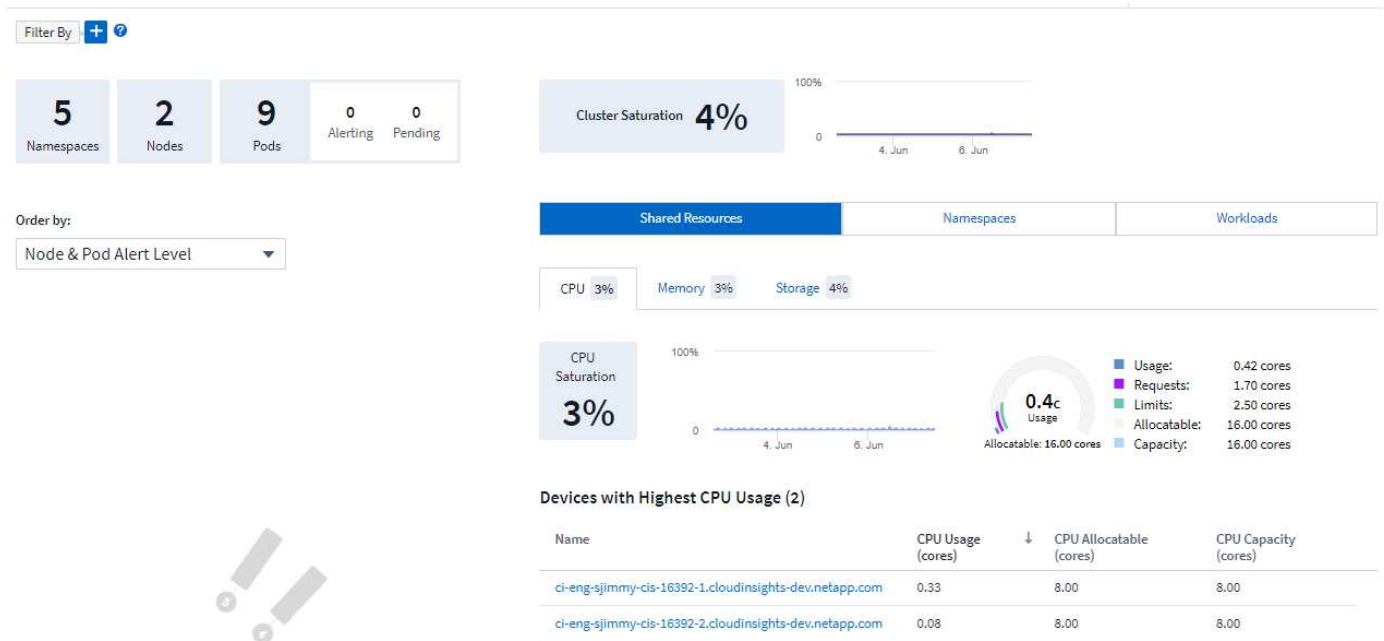 Filter By + ?
5
Namespaces
2
Nodes
9
Pods
0
Alerting
0
Pending
Cluster Saturation 4%
100%
0
4. Jun 6. Jun
Order by:
Node & Pod Alert Level
Shared Resources Namespaces Workloads
CPU 3% Memory 3% Storage 4%
CPU
Saturation
3%
100%
0
4. Jun 6. Jun
0.4c
Usage
Allocatable: 16.00 cores
Usage: 0.42 cores
Requests: 1.70 cores
Limits: 2.50 cores
Allocatable: 16.00 cores
Capacity: 16.00 cores
Devices with Highest CPU Usage (2)
Name CPU Usage (cores) ↓ CPU Allocatable (cores) CPU Capacity (cores)
ci-eng-sjimmy-cis-16392-1.cloudinsights-dev.netapp.com 0.33 8.00 8.00
ci-eng-sjimmy-cis-16392-2.cloudinsights-dev.netapp.com 0.08 8.00 8.00